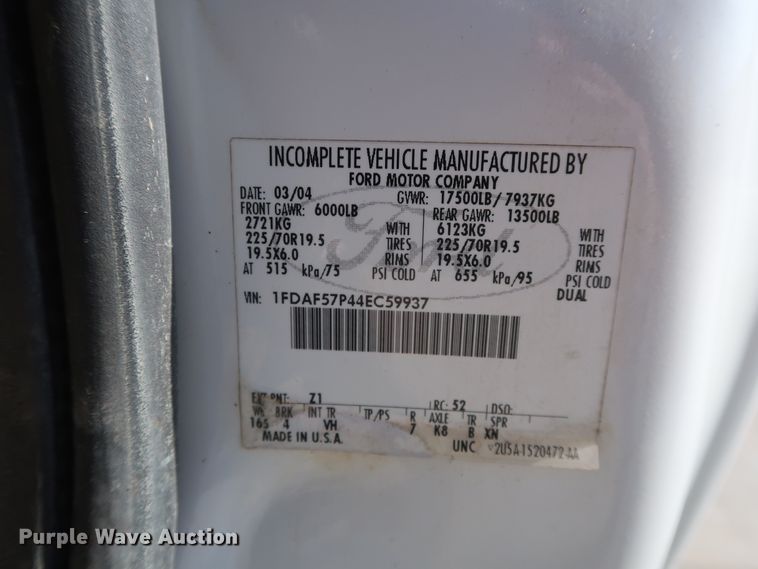 INCOMPLETE VEHICLE MANUFACTURED BY
FORD MOTOR COMPANY
DATE: 03/04 GVWR: 17500LB/ 7937KG
FRONT GAWR: 6000LB REAR GAWR: 13500LB
2721KG WITH 6123KG WITH
225/70R19.5 TIRES 225/70R19.5 TIRES
19.5X6.0 RIMS 19.5X6.0 RIMS
AT 515 kPa/75 PSI COLD AT 655 kPa/95 PSI COLD
DUAL
VIN: 1FDAF57P44EC59937
Ford
EXT PNT: Z1 RC: 52 DSO:
WB BRK INT TR TP/PS R AXLE TR SPR
165 4 VH 7 K8 B XN
MADE IN U.S.A. UNC 2U5A-1520472-AA
Purple Wave Auction